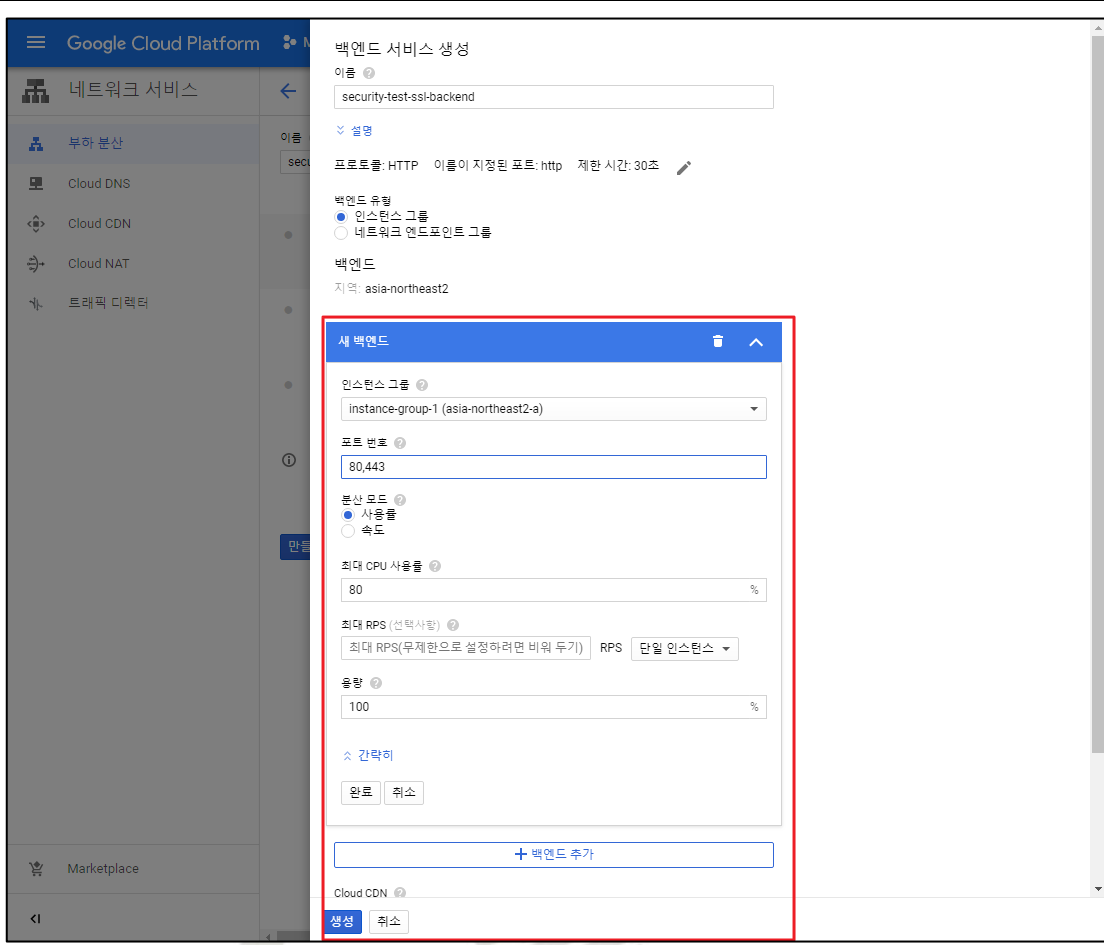 Google Cloud Platform
네트워크 서비스
부하 분산
Cloud DNS
Cloud CDN
Cloud NAT
트래픽 디렉터
Marketplace
이름
secu
만들
백엔드 서비스 생성
이름
security-test-ssl-backend
설명
프로토콜: HTTP 이름이 지정된 포트: http 제한 시간: 30초
백엔드 유형
인스턴스 그룹
네트워크 엔드포인트 그룹
백엔드
지역: asia-northeast2
새 백엔드
인스턴스 그룹
instance-group-1 (asia-northeast2-a)
포트 번호
80,443
분산 모드
사용률
속도
최대 CPU 사용률
80 %
최대 RPS (선택사항)
최대 RPS(무제한으로 설정하려면 비워 두기) RPS 단일 인스턴스
용량
100 %
간략히
완료 취소
+ 백엔드 추가
Cloud CDN
생성 취소